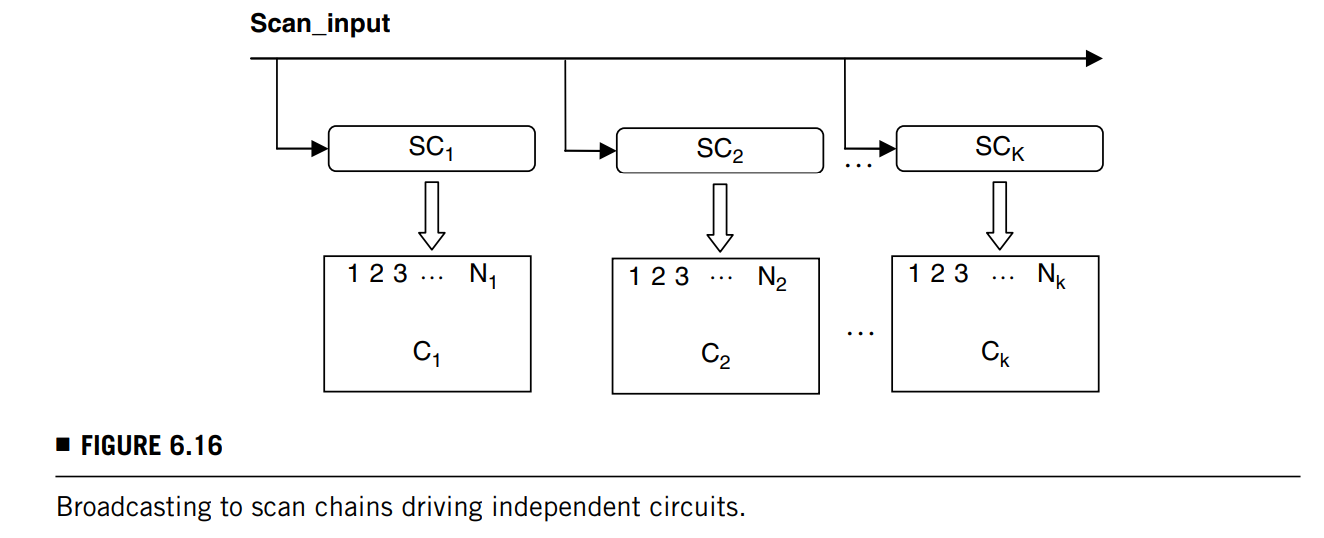 Scan_input
SC1 SC2 ... SCK
1 2 3 ... N1 1 2 3 ... N2 1 2 3 ... Nk
C1 C2 ... Ck
■ FIGURE 6.16
Broadcasting to scan chains driving independent circuits.